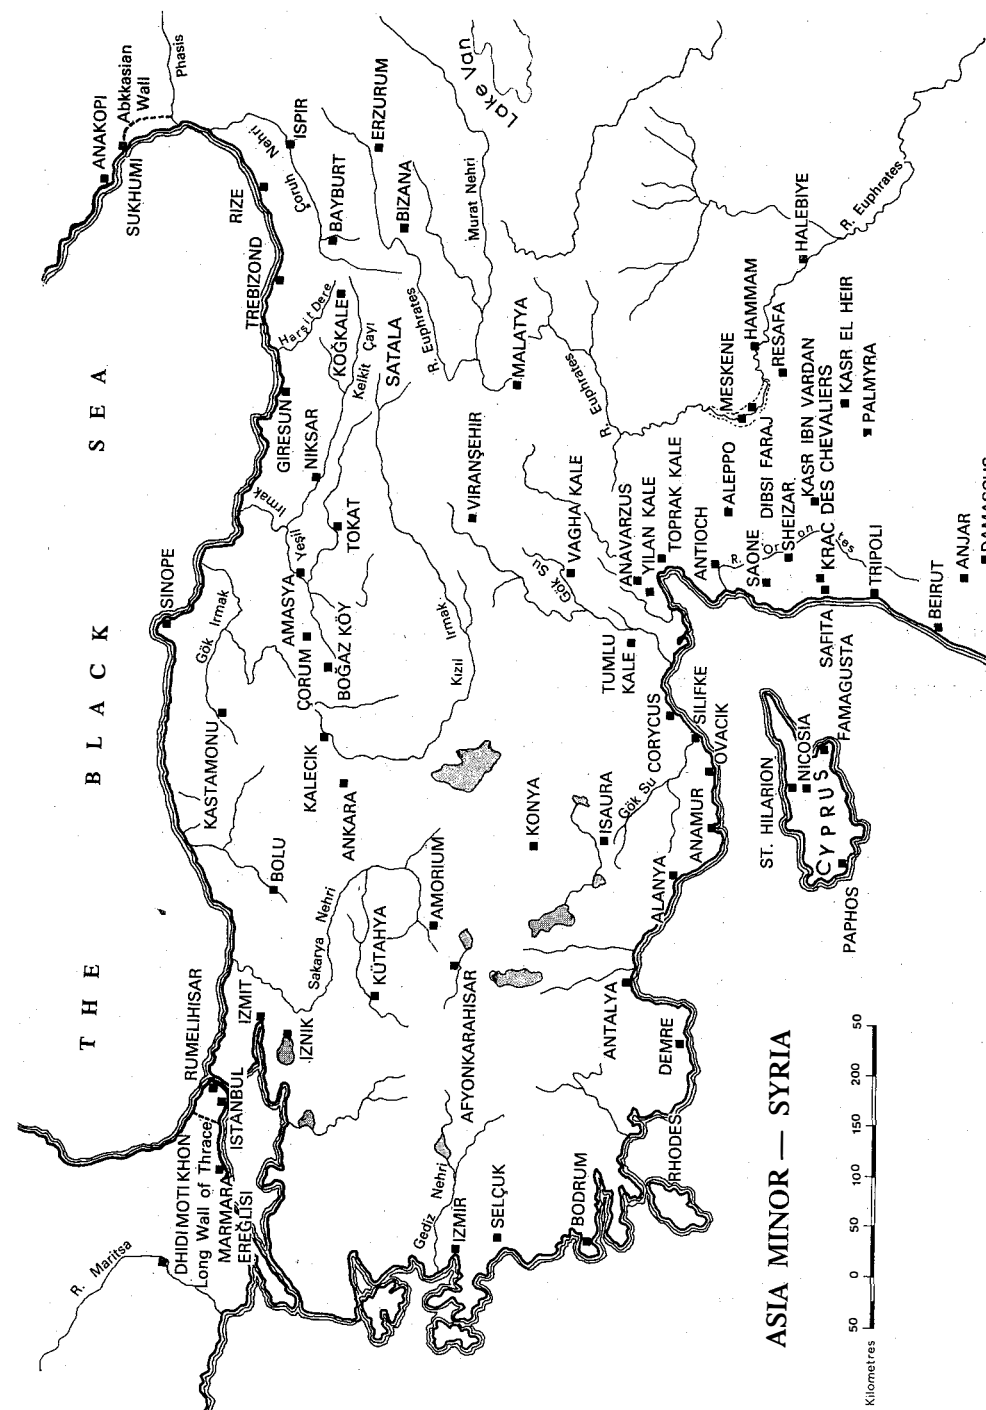 THE BLACK SEA
ANAKOPI
Abkkasian
Wall
Phasis
SUKHUMI
Lake Van
RIZE
Çoruh Nehri
ISPIR
ERZURUM
BAYBURT
BIZANA
Murat Nehri
TREBIZOND
Harşit Dere
KOĞKALE
Kelkit Çayı
SATALA
R. Euphrates
MALATYA
R. Euphrates
R. Euphrates
HALEBIYE
HAMMAM
RESAFA
MESKENE
KASR EL HEIR
PALMYRA
KASR IBN VARDAN
KRAC DES CHEVALIERS
DIBSI FARAJ
SHEIZAR
ALEPPO
GIRESUN
NIKSAR
Yeşil Irmak
TOKAT
VIRANŞEHIR
VAGHA KALE
Gök Su
ANAVARZUS
YILAN KALE
TOPRAK KALE
ANTIOCH
R. Orontes
SAONE
TRIPOLI
SAFITA
ANJAR
BEIRUT
SINOPE
Gök Irmak
AMASYA
ÇORUM
BOĞAZ KÖY
Kızıl Irmak
TUMLU
KALE
CORYCUS
SILIFKE
OVACIK
FAMAGUSTA
NICOSIA
ST. HILARION
CYPRUS
PAPHOS
KASTAMONU
KALECIK
ANKARA
KONYA
ISAURA
Gök Su
ANAMUR
ALANYA
BOLU
Sakarya Nehri
AMORIUM
KÜTAHYA
AFYONKARAHISAR
ANTALYA
DEMRE
RUMELIHISAR
IZMIT
IZNIK
ISTANBUL
DHIDIMOTIKHON
Long Wall of Thrace
MARMARA
EREĞLISI
R. Maritsa
Gediz Nehri
IZMIR
SELÇUK
BODRUM
RHODES
ASIA MINOR — SYRIA
Kilometres
50 0 50 100 150 200 50